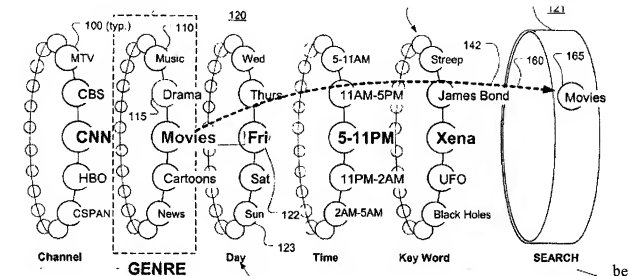 100 (typ.) 110 120 121
MTV Music Wed 5-11AM Streep 142 160 165
CBS Drama Thurs 11AM-5PM James Bond Movies
115
CNN Movies Fri 5-11PM Xena
HBO Cartoons Sat 11PM-2AM UFO
122
CSPAN News Sun 2AM-5AM Black Holes
123
Channel GENRE Day Time Key Word SEARCH
be